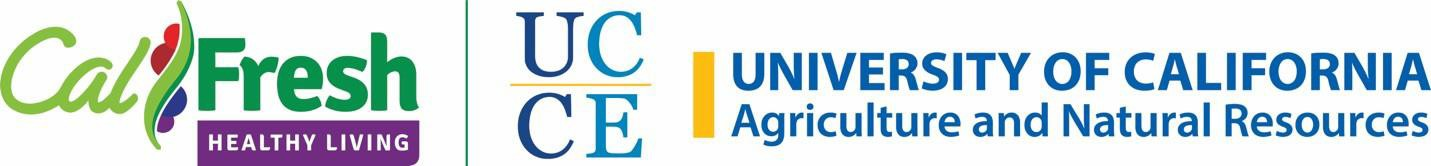 CalFresh
HEALTHY LIVING
UC
CE
UNIVERSITY OF CALIFORNIA
Agriculture and Natural Resources